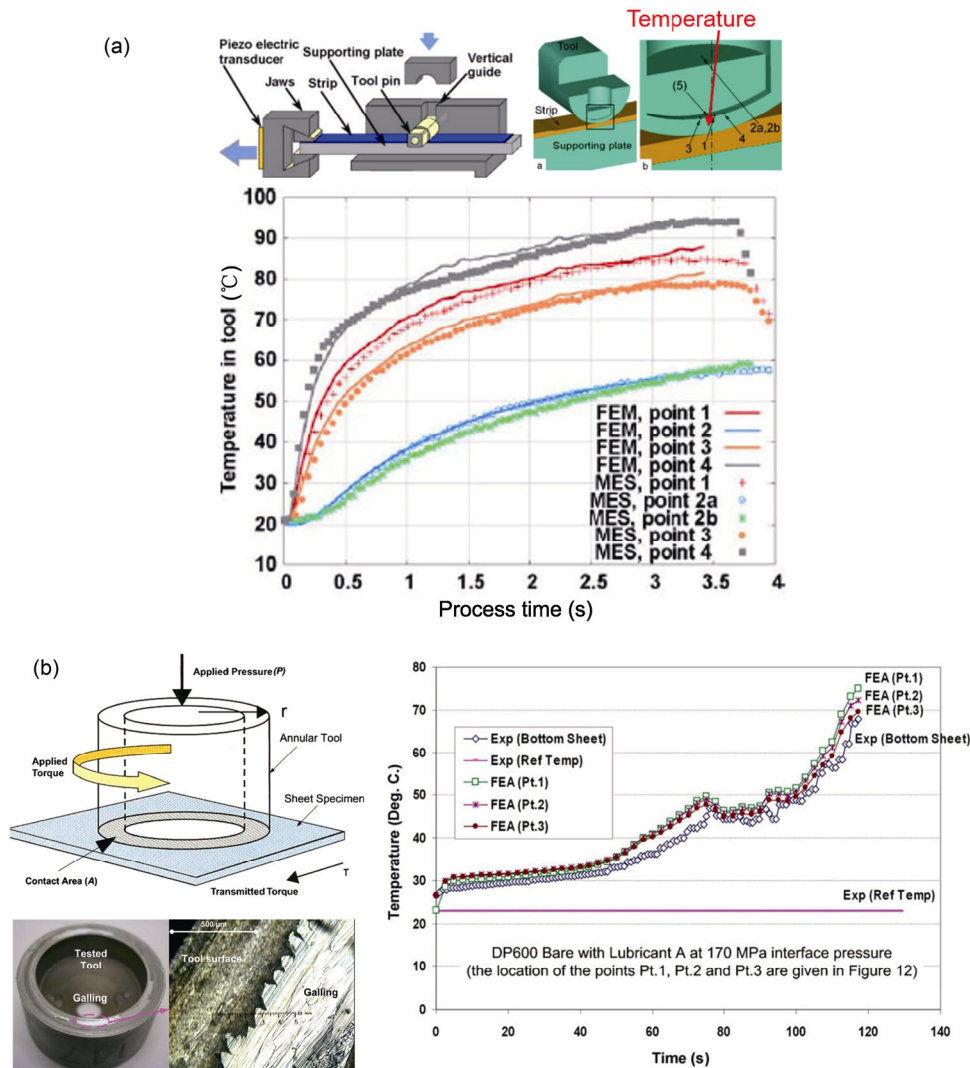 (a)
Temperature
Piezo electric
transducer
Supporting plate
Jaws
Strip
Tool pin
Vertical
guide
Tool
Strip
Supporting plate
a
(5)
3
1
4
2a,2b
b
Temperature in tool (℃)
100
90
80
70
60
50
40
30
20
10
FEM, point 1
FEM, point 2
FEM, point 3
FEM, point 4
MES, point 1
MES, point 2a
MES, point 2b
MES, point 3
MES, point 4
0 0.5 1 1.5 2 2.5 3 3.5 4
Process time (s)
(b)
Applied Pressure(P)
r
Annular Tool
Applied
Torque
Sheet Specimen
Contact Area (A)
Transmitted Torque
T
Tested
Tool
Galling
500 μm
Tool surface
Galling
Temperature (Deg. C.)
80
70
60
50
40
30
20
10
0
Exp (Bottom Sheet)
Exp (Ref Temp)
FEA (Pt.1)
FEA (Pt.2)
FEA (Pt.3)
FEA (Pt.1)
FEA (Pt.2)
FEA (Pt.3)
Exp (Bottom Sheet)
Exp (Ref Temp)
DP600 Bare with Lubricant A at 170 MPa interface pressure
(the location of the points Pt.1, Pt.2 and Pt.3 are given in Figure 12)
0 20 40 60 80 100 120 140
Time (s)